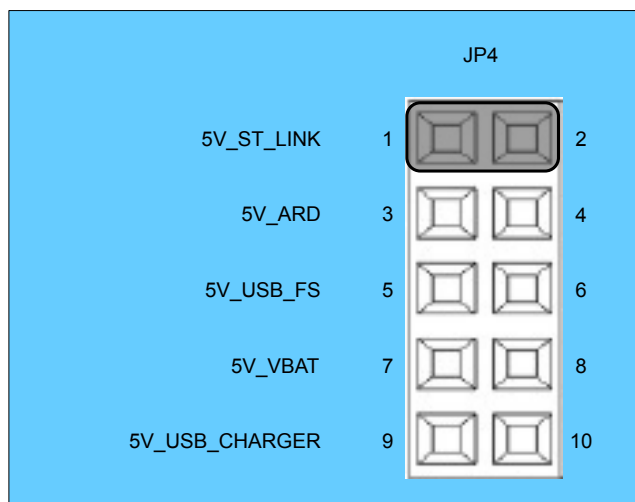 JP4
5V_ST_LINK 1 2
5V_ARD 3 4
5V_USB_FS 5 6
5V_VBAT 7 8
5V_USB_CHARGER 9 10